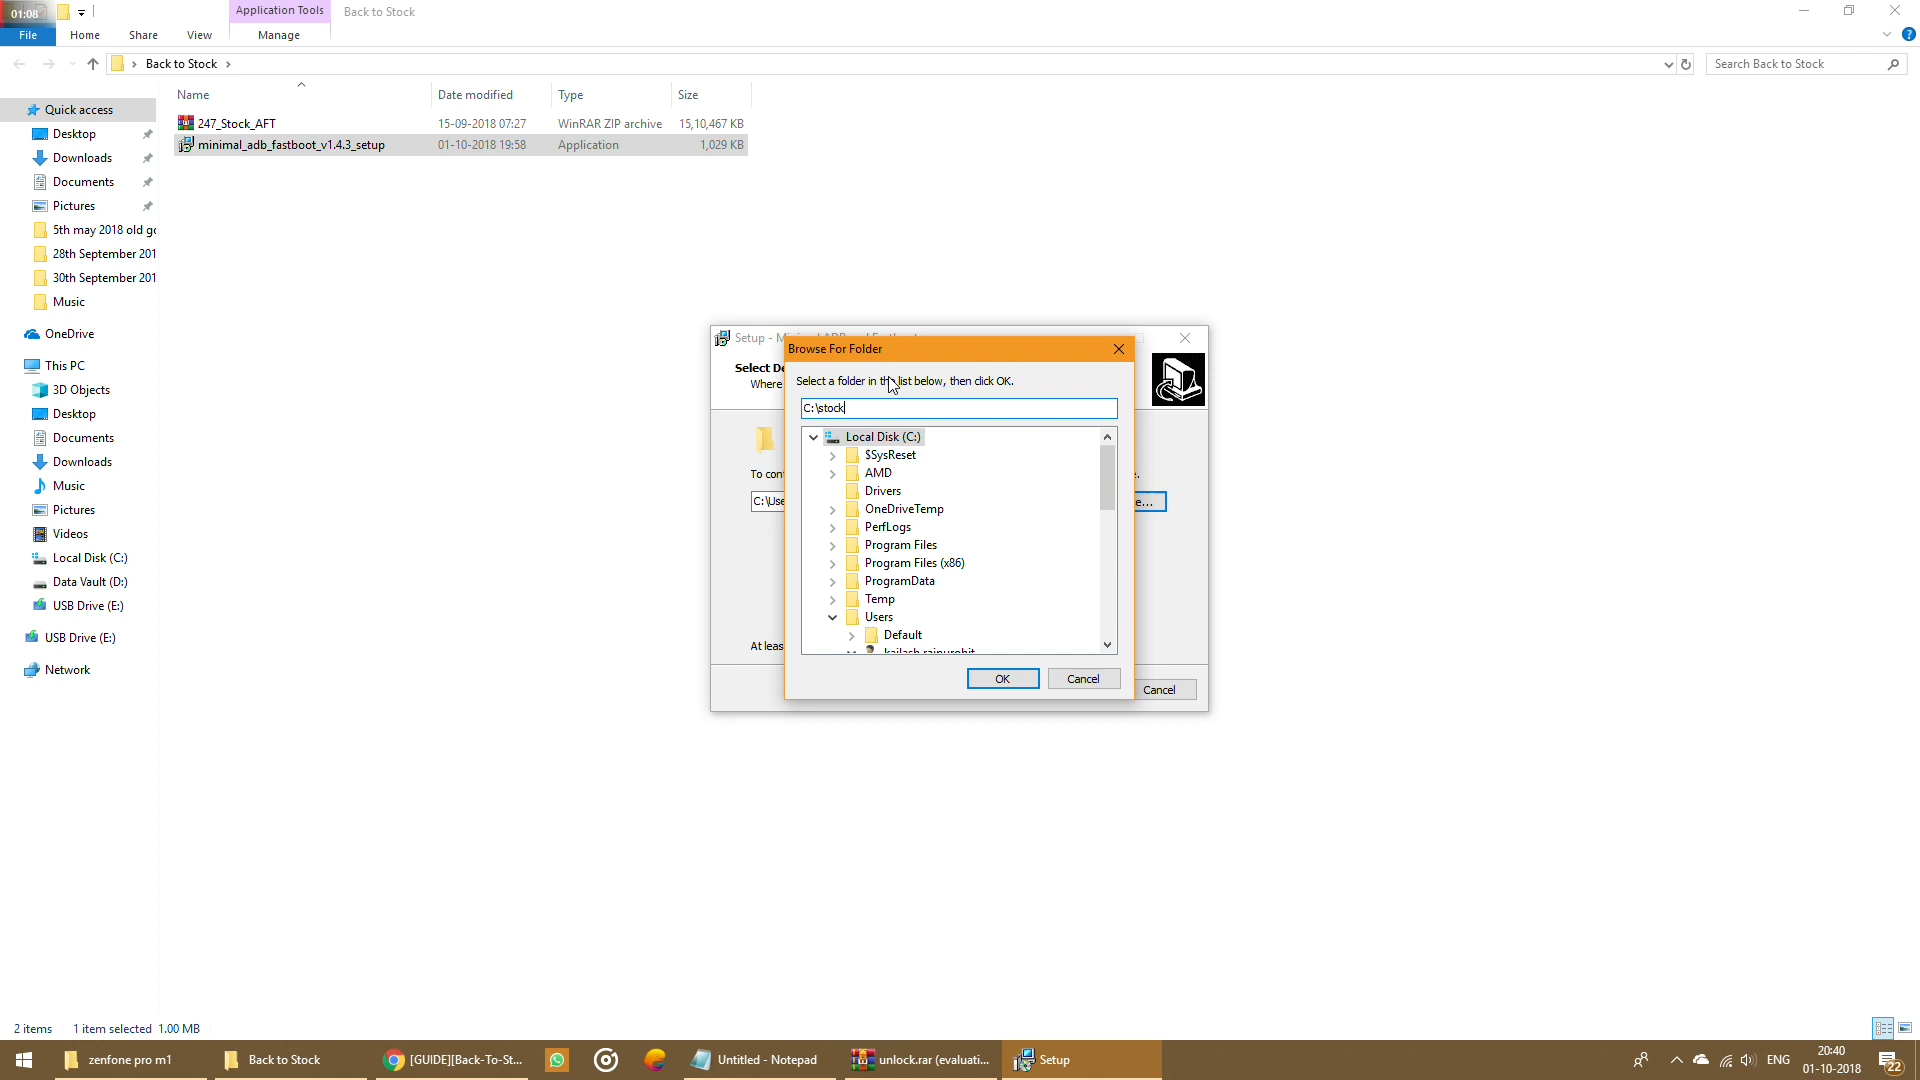 01:08
Application Tools
Back to Stock
File
Home
Share
View
Manage
Back to Stock
Search Back to Stock
Name
Date modified
Type
Size
247_Stock_AFT
15-09-2018 07:27
WinRAR ZIP archive
15,10,467 KB
minimal_adb_fastboot_v1.4.3_setup
01-10-2018 19:58
Application
1,029 KB
Quick access
Desktop
Downloads
Documents
Pictures
5th may 2018 old go
28th September 201
30th September 201
Music
OneDrive
This PC
3D Objects
Desktop
Documents
Downloads
Music
Pictures
Videos
Local Disk (C:)
Data Vault (D:)
USB Drive (E:)
USB Drive (E:)
Network
Setup -
Select De
Where
To con
C:\Use
e...
At leas
Cancel
Browse For Folder
Select a folder in the list below, then click OK.
C:\stock
Local Disk (C:)
$SysReset
AMD
Drivers
OneDriveTemp
PerfLogs
Program Files
Program Files (x86)
ProgramData
Temp
Users
Default
OK
Cancel
2 items
1 item selected 1.00 MB
zenfone pro m1
Back to Stock
[GUIDE][Back-To-St...
Untitled - Notepad
unlock.rar (evaluati...
Setup
ENG
20:40
01-10-2018
22